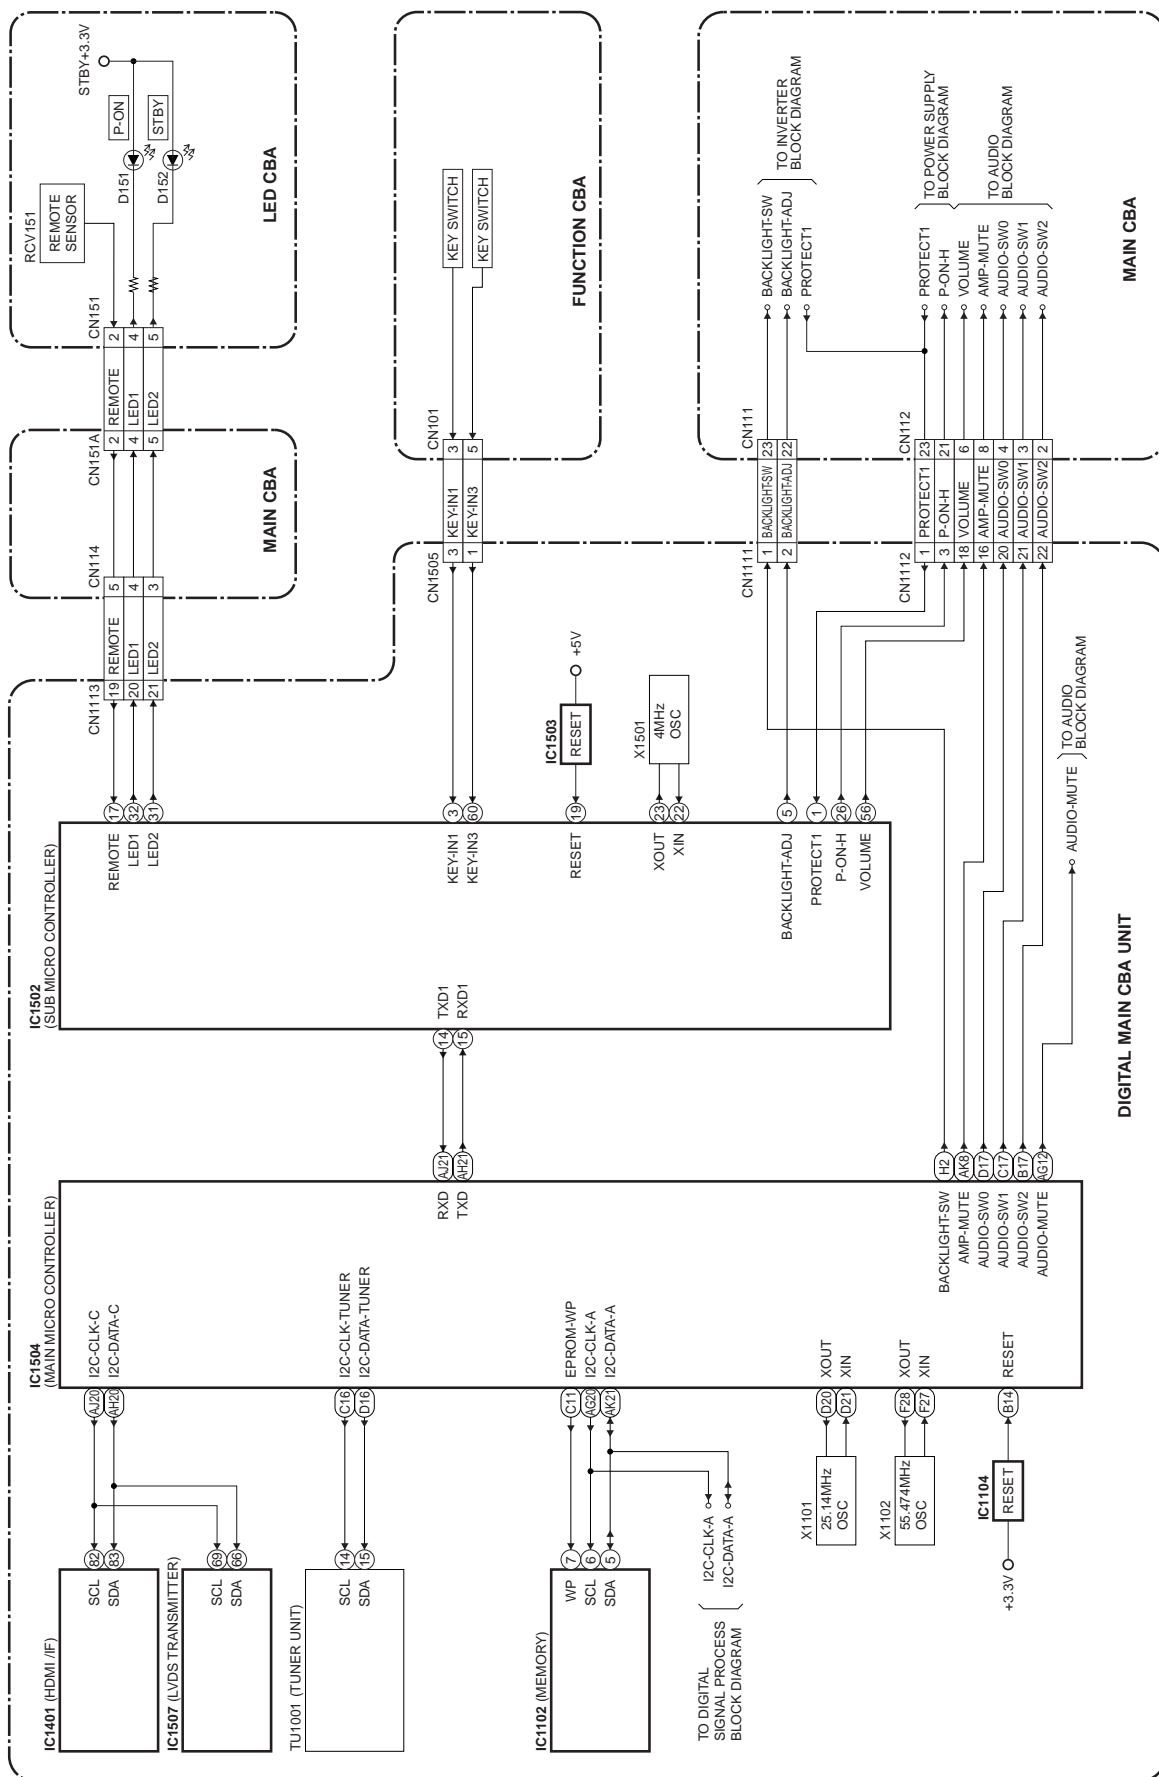 IC1401 (HDMI /IF)
SCL
SDA
82
83
IC1507 (LVDS TRANSMITTER)
SCL
SDA
69
66
TU1001 (TUNER UNIT)
SCL
SDA
14
15
IC1102 (MEMORY)
WP
SCL
SDA
7
6
5
TO DIGITAL
SIGNAL PROCESS
BLOCK DIAGRAM
I2C-CLK-A
I2C-DATA-A
X1101
25.14MHz
OSC
X1102
55.474MHz
OSC
+3.3V
IC1104
RESET
IC1504
(MAIN MICRO CONTROLLER)
AJ20
AH20
I2C-CLK-C
I2C-DATA-C
C16
D16
I2C-CLK-TUNER
I2C-DATA-TUNER
C11
AG20
AK21
EPROM-WP
I2C-CLK-A
I2C-DATA-A
D20
D21
XOUT
XIN
F28
F27
XOUT
XIN
B14
RESET
RXD
TXD
AJ21
AH21
BACKLIGHT-SW
AMP-MUTE
AUDIO-SW0
AUDIO-SW1
AUDIO-SW2
AUDIO-MUTE
H2
AK8
D17
C17
B17
AG12
IC1502
(SUB MICRO CONTROLLER)
14
15
TXD1
RXD1
REMOTE
LED1
LED2
17
32
31
KEY-IN1
KEY-IN3
3
60
RESET
19
XOUT
XIN
23
22
BACKLIGHT-ADJ
5
PROTECT1
P-ON-H
VOLUME
1
26
56
IC1503
RESET
+5V
X1501
4MHz
OSC
AUDIO-MUTE
TO AUDIO
BLOCK DIAGRAM
DIGITAL MAIN CBA UNIT
CN1113
19 REMOTE 5
20 LED1 4
21 LED2 3
CN114
MAIN CBA
CN151A
2 REMOTE 2
4 LED1 4
5 LED2 5
CN151
RCV151
REMOTE
SENSOR
D151
P-ON
D152
STBY
STBY+3.3V
LED CBA
CN1505
3 KEY-IN1 3
1 KEY-IN3 5
CN101
KEY SWITCH
KEY SWITCH
FUNCTION CBA
CN1111
1 BACKLIGHT-SW 23
2 BACKLIGHT-ADJ 22
CN111
BACKLIGHT-SW
BACKLIGHT-ADJ
PROTECT1
TO INVERTER
BLOCK DIAGRAM
CN1112
1 PROTECT1 23
3 P-ON-H 21
18 VOLUME 6
16 AMP-MUTE 8
20 AUDIO-SW0 4
21 AUDIO-SW1 3
22 AUDIO-SW2 2
CN112
PROTECT1
P-ON-H
VOLUME
AMP-MUTE
AUDIO-SW0
AUDIO-SW1
AUDIO-SW2
TO POWER SUPPLY
BLOCK DIAGRAM
TO AUDIO
BLOCK DIAGRAM
MAIN CBA